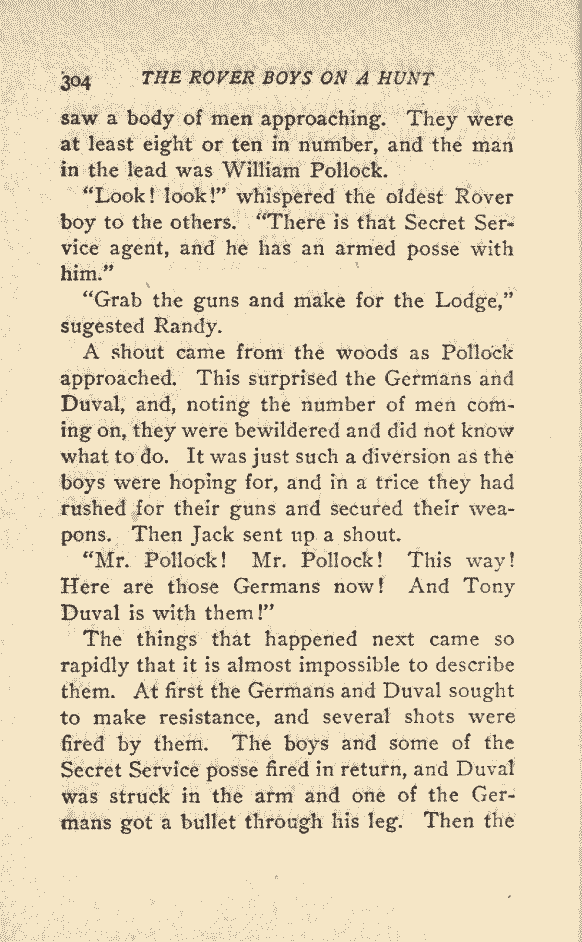 304 THE ROVER BOYS ON A HUNT
saw a body of men approaching. They were
at least eight or ten in number, and the man
in the lead was William Pollock.
“Look! look!” whispered the oldest Rover
boy to the others. “There is that Secret Ser-
vice agent, and he has an armed posse with
him.”
“Grab the guns and make for the Lodge,”
sugested Randy.
A shout came from the woods as Pollock
approached. This surprised the Germans and
Duval, and, noting the number of men com-
ing on, they were bewildered and did not know
what to do. It was just such a diversion as the
boys were hoping for, and in a trice they had
rushed for their guns and secured their wea-
pons. Then Jack sent up a shout.
“Mr. Pollock! Mr. Pollock! This way!
Here are those Germans now! And Tony
Duval is with them!”
The things that happened next came so
rapidly that it is almost impossible to describe
them. At first the Germans and Duval sought
to make resistance, and several shots were
fired by them. The boys and some of the
Secret Service posse fired in return, and Duval
was struck in the arm and one of the Ger-
mans got a bullet through his leg. Then the